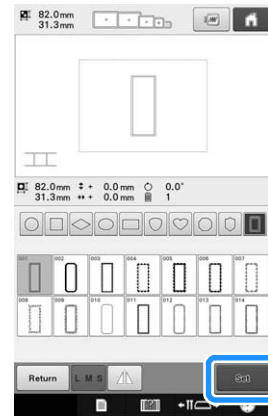 82.0mm
31.3mm
82.0mm + 0.0mm 0.0°
31.3mm + 0.0mm 1
001 002 003 004 005 006 007
008 009 010 011 012 013 014
Return L M S Set